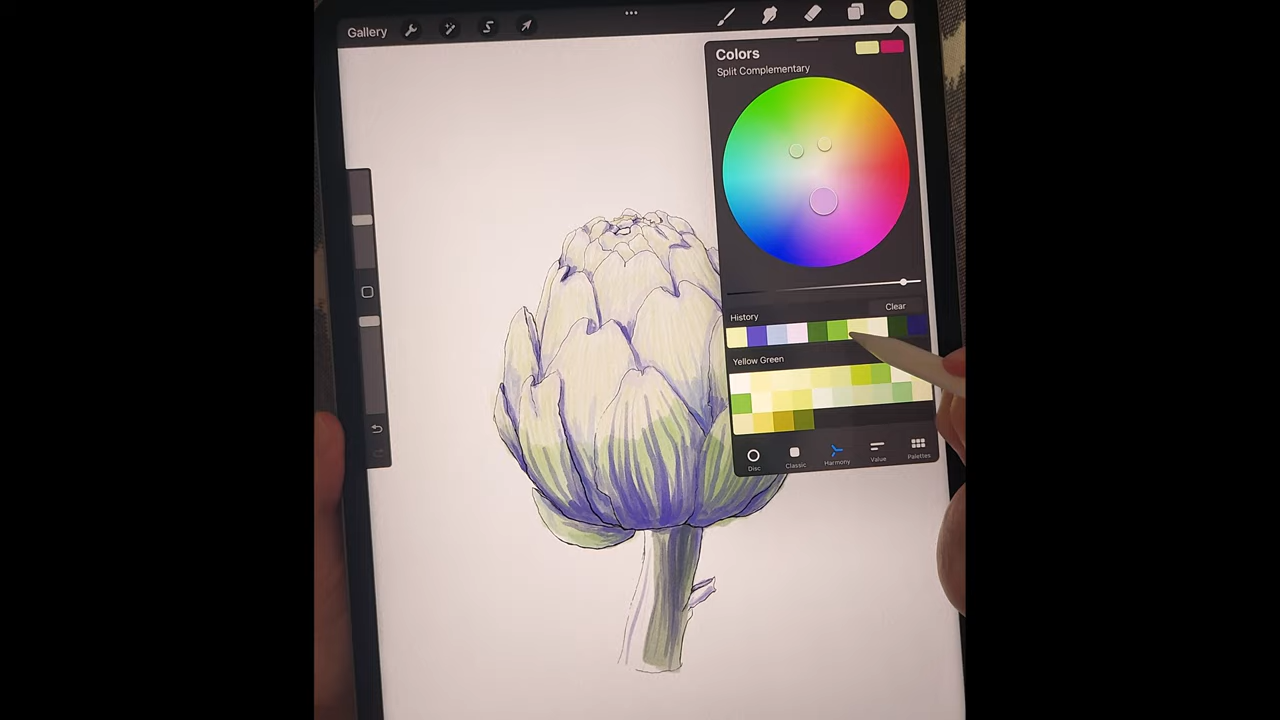 Gallery
Colors
Split Complementary
History
Clear
Yellow Green
Disc
Classic
Harmony
Value
Palettes